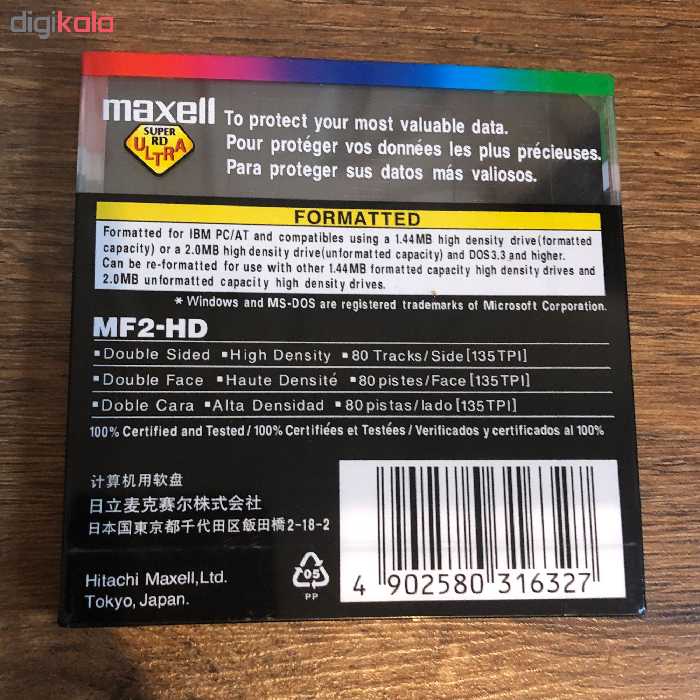 digikala
maxell
SUPER
RD
ULTRA
To protect your most valuable data.
Pour protéger vos données les plus précieuses.
Para proteger sus datos más valiosos.
FORMATTED
Formatted for IBM PC/AT and compatibles using a 1.44MB high density drive(formatted
capacity) or a 2.0MB high density drive(unformatted capacity) and DOS3.3 and higher.
Can be re-formatted for use with other 1.44MB formatted capacity high density drives and
2.0MB unformatted capacity high density drives.
* Windows and MS-DOS are registered trademarks of Microsoft Corporation.
MF2-HD
▪Double Sided ▪High Density ▪80 Tracks/Side[135TPI]
▪Double Face ▪Haute Densité ▪80pistes/Face[135TPI]
▪Doble Cara ▪Alta Densidad ▪80pistas/lado[135TPI]
100% Certified and Tested/100% Certifiées et Testées/Verificados y certificados al 100%
计算机用软盘
日立麦克赛尔株式会社
日本国東京都千代田区飯田橋2-18-2
Hitachi Maxell,Ltd.
Tokyo,Japan.
05
PP
4 902580 316327